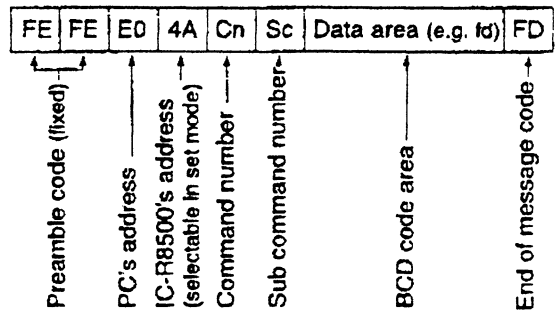 FE FE E0 4A Cn Sc Data area (e.g. fd) FD
Preamble code (fixed)
PC's address
IC-R8500's address
(selectable in set mode)
Command number
Sub command number
BCD code area
End of message code